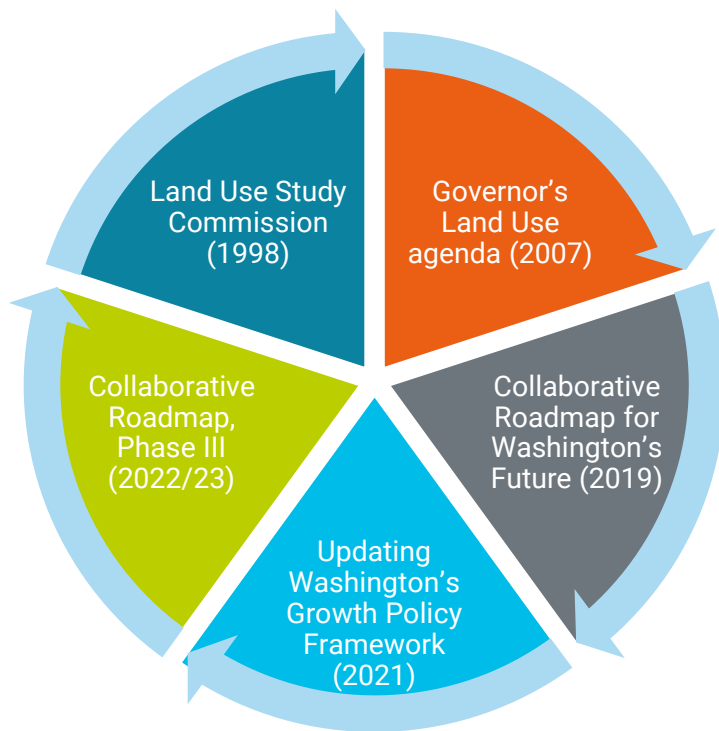 Land Use Study
Commission
(1998)
Governor’s
Land Use
agenda (2007)
Collaborative
Roadmap for
Washington’s
Future (2019)
Updating
Washington’s
Growth Policy
Framework
(2021)
Collaborative
Roadmap,
Phase III
(2022/23)